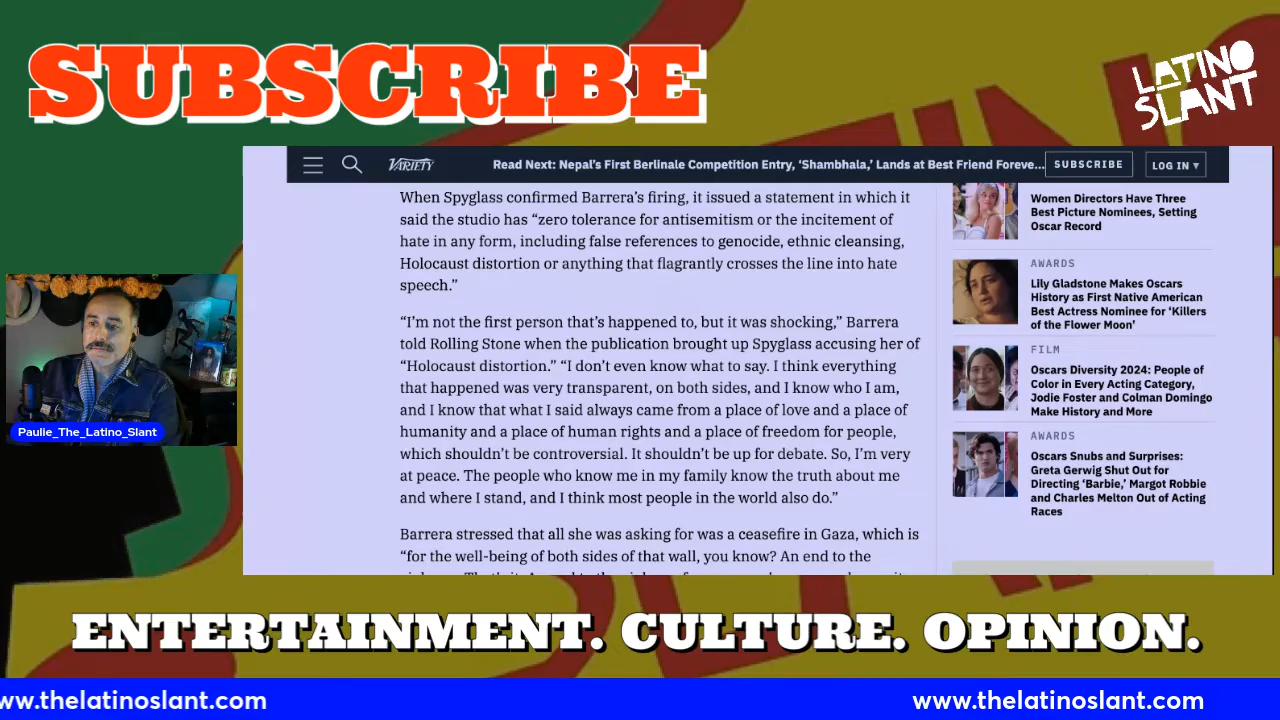 SUBSCRIBE
LATINO
SLANT
VARIETY
Read Next: Nepal's First Berlinale Competition Entry, 'Shambhala,' Lands at Best Friend Foreve...
SUBSCRIBE
LOG IN ▾
When Spyglass confirmed Barrera's firing, it issued a statement in which it
said the studio has “zero tolerance for antisemitism or the incitement of
hate in any form, including false references to genocide, ethnic cleansing,
Holocaust distortion or anything that flagrantly crosses the line into hate
speech.”
“I'm not the first person that's happened to, but it was shocking,” Barrera
told Rolling Stone when the publication brought up Spyglass accusing her of
“Holocaust distortion.” “I don't even know what to say. I think everything
that happened was very transparent, on both sides, and I know who I am,
and I know that what I said always came from a place of love and a place of
humanity and a place of human rights and a place of freedom for people,
which shouldn't be controversial. It shouldn't be up for debate. So, I'm very
at peace. The people who know me in my family know the truth about me
and where I stand, and I think most people in the world also do.”
Barrera stressed that all she was asking for was a ceasefire in Gaza, which is
“for the well-being of both sides of that wall, you know? An end to the
Women Directors Have Three
Best Picture Nominees, Setting
Oscar Record
AWARDS
Lily Gladstone Makes Oscars
History as First Native American
Best Actress Nominee for ‘Killers
of the Flower Moon’
FILM
Oscars Diversity 2024: People of
Color in Every Acting Category,
Jodie Foster and Colman Domingo
Make History and More
AWARDS
Oscars Snubs and Surprises:
Greta Gerwig Shut Out for
Directing ‘Barbie,’ Margot Robbie
and Charles Melton Out of Acting
Races
Paulie_The_Latino_Slant
ENTERTAINMENT. CULTURE. OPINION.
ww.thelatinoslant.com
www.thelatinoslant.com